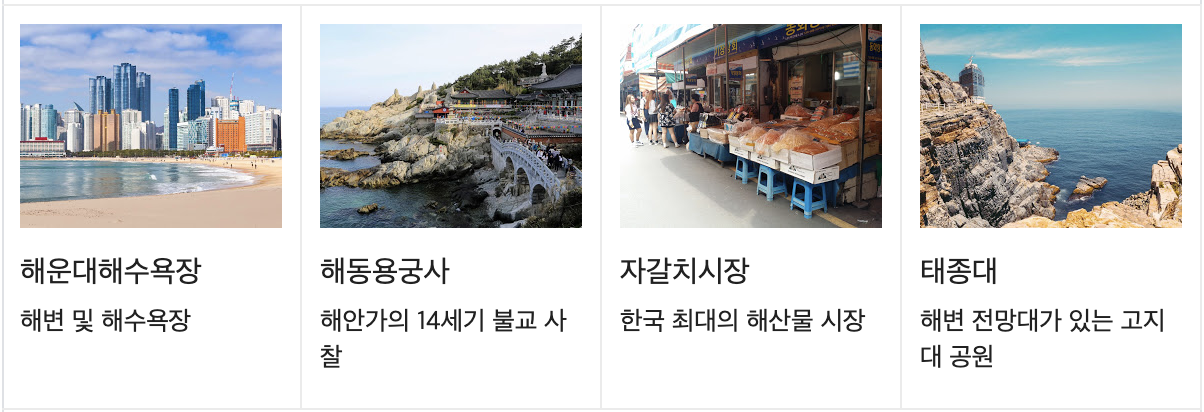 해운대해수욕장
해변 및 해수욕장
해동용궁사
해안가의 14세기 불교 사
찰
자갈치시장
한국 최대의 해산물 시장
태종대
해변 전망대가 있는 고지
대 공원